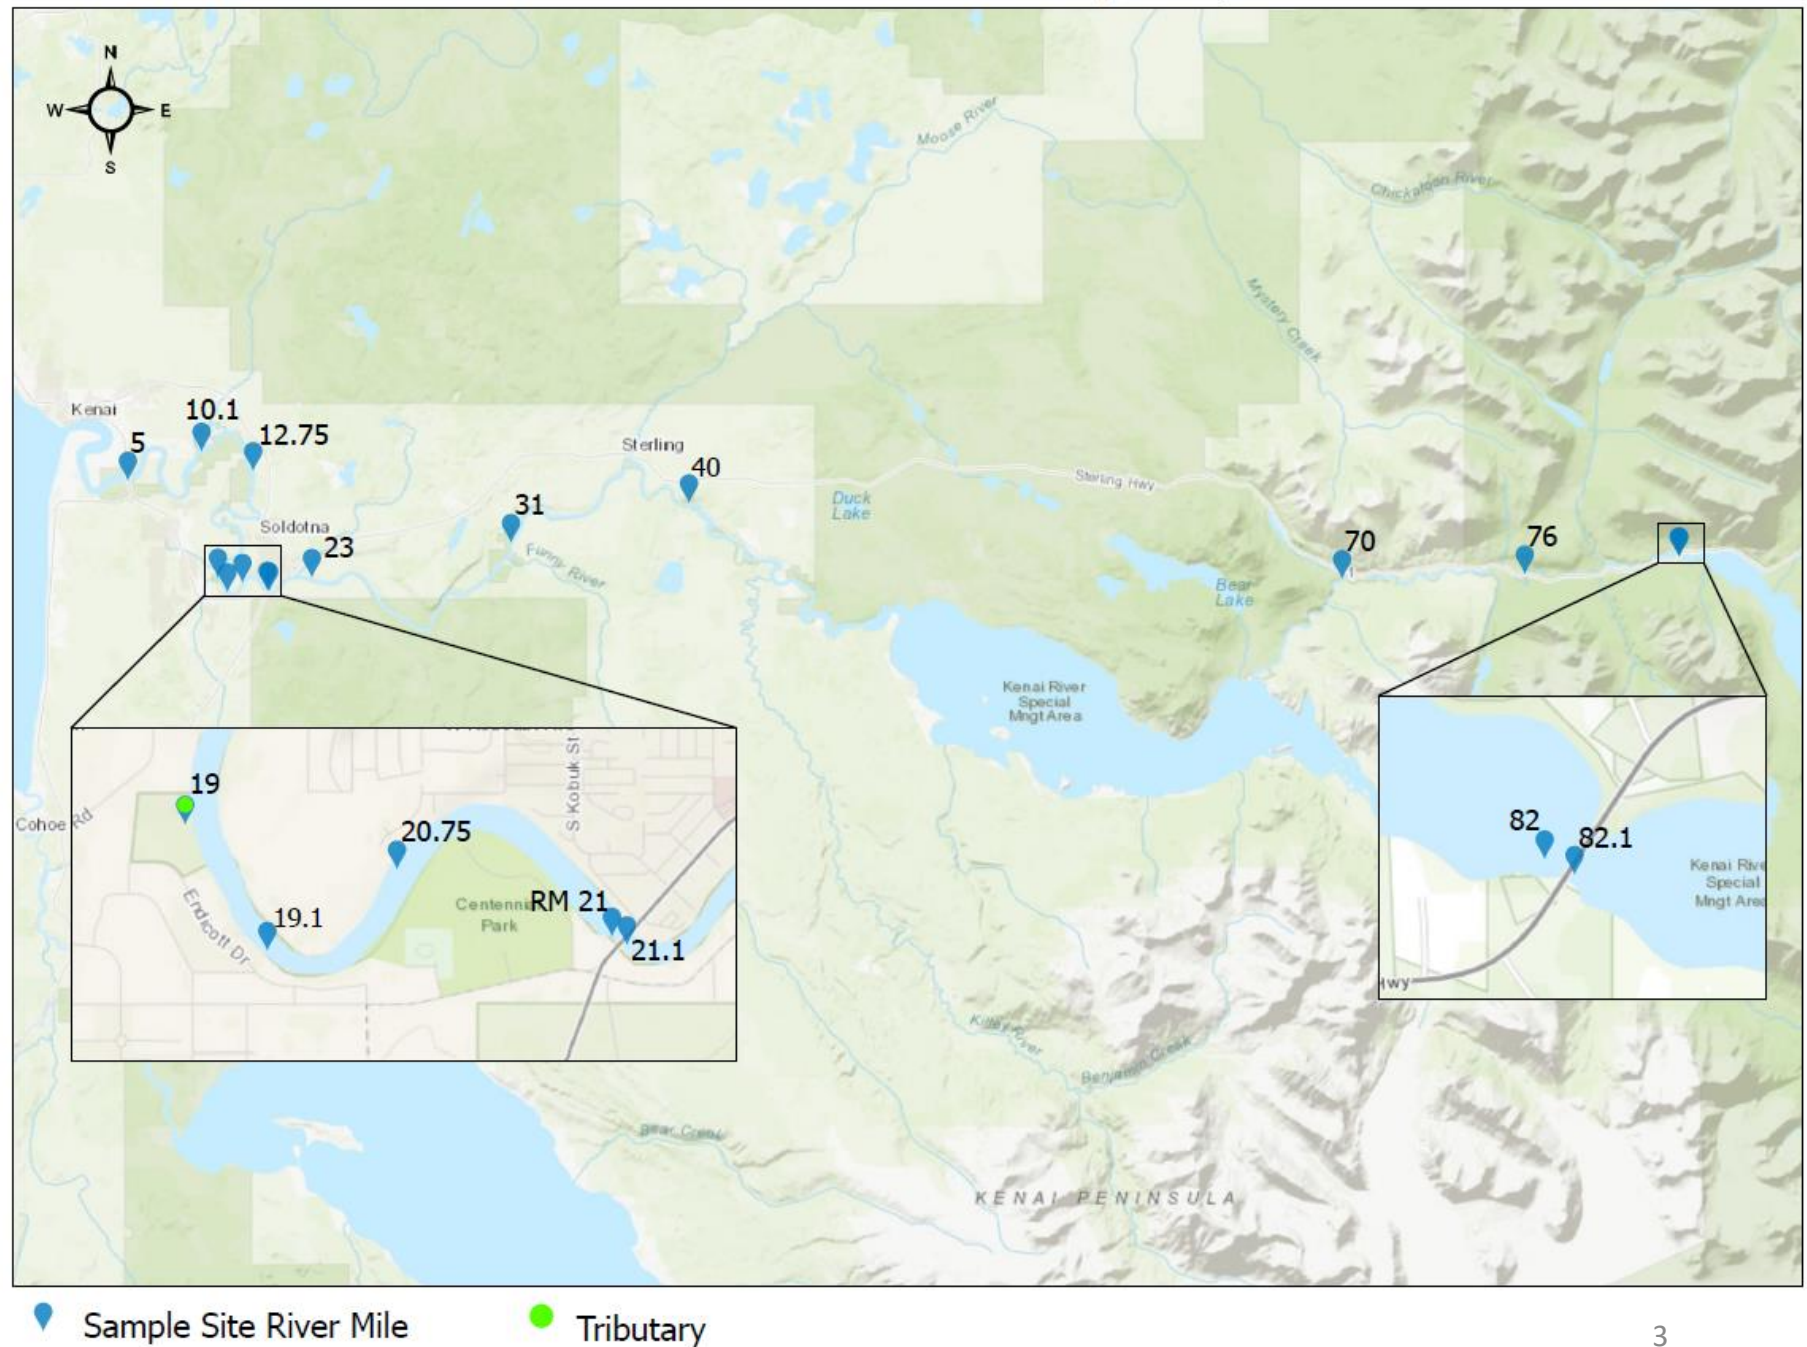 N
W E
S
Moose River
Chickaloon River
Mystery Creek
Kenai
10.1
12.75
5
Sterling
40
Sterling Hwy
Duck
Lake
31
Soldotna
23
Funny River
70
76
Bear
Lake
Kenai River
Special
Mngt Area
19
S Kobuk St
Cohoe Rd
20.75
Centennia
Park
RM 21
19.1
21.1
Endicott Dr
82
82.1
Kenai Rive
Special
Mngt Area
Hwy
Killey River
Benjamin Creek
Bear Creek
KENAI PENINSULA
Sample Site River Mile
Tributary
3